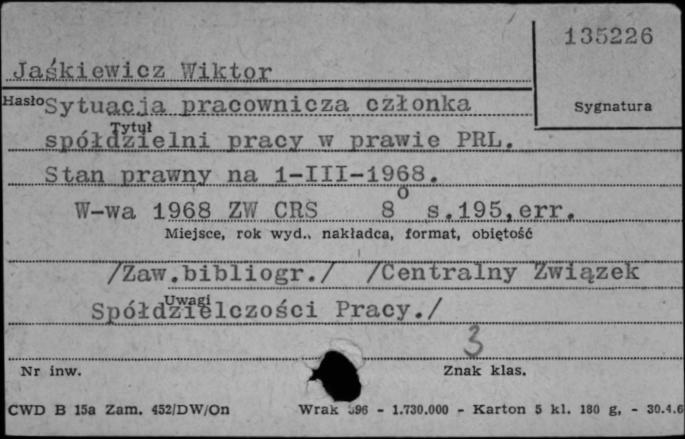 135226
Jaśkiewicz Wiktor
Hasło Sytuacja pracownicza członka
Sygnatura
Tytuł
spółdzielni pracy w prawie PRL.
Stan prawny na 1-III-1968.
W-wa 1968 ZW CRS 8° s.195,err.
Miejsce, rok wyd., nakładca, format, obiętość
/Zaw.bibliogr./ /Centralny Związek
Uwagi
Spółdzielczości Pracy./
3
Nr inw. Znak klas.
CWD B 15a Zam. 452/DW/On Wrak 396 - 1.730.000 - Karton 5 kl. 180 g, - 30.4.6